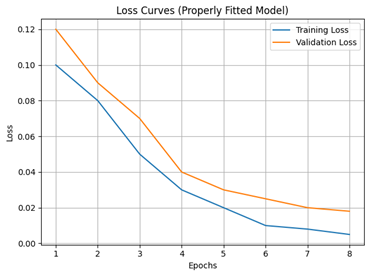 Loss Curves (Properly Fitted Model)
Training Loss
Validation Loss
0.12
0.10
0.08
0.06
0.04
0.02
0.00
Loss
1 2 3 4 5 6 7 8
Epochs